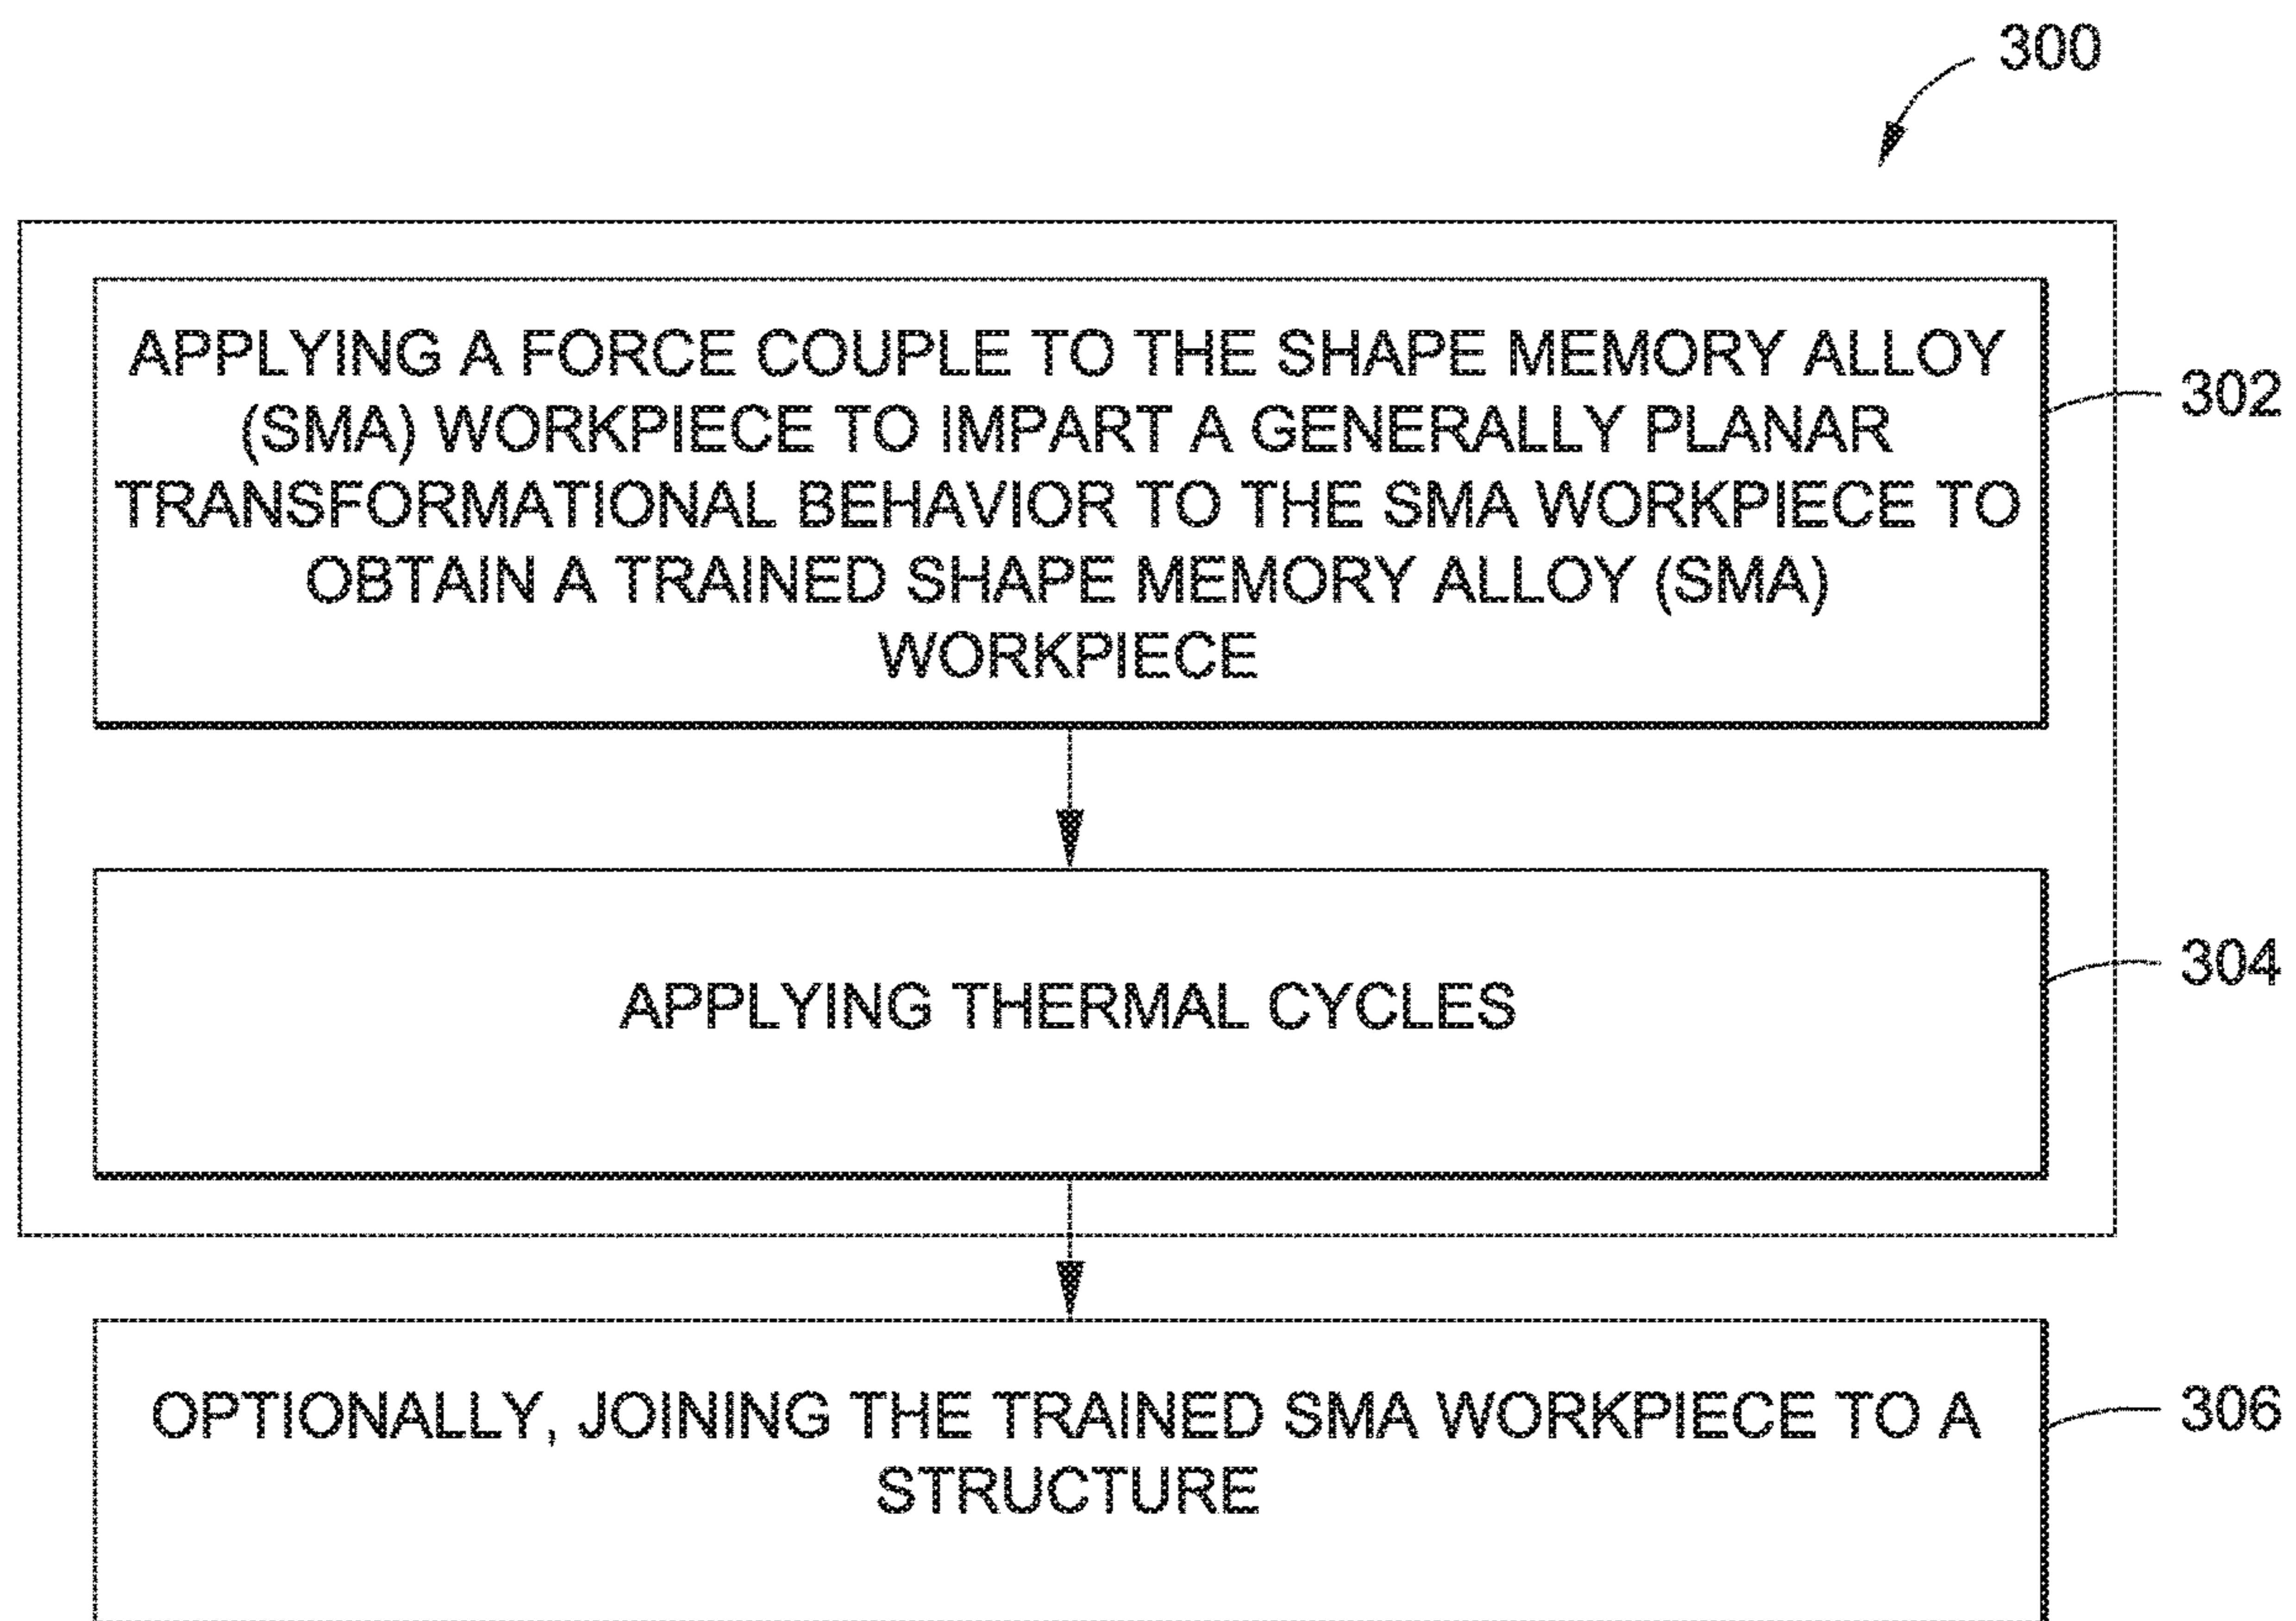 300
APPLYING A FORCE COUPLE TO THE SHAPE MEMORY ALLOY
(SMA) WORKPIECE TO IMPART A GENERALLY PLANAR
TRANSFORMATIONAL BEHAVIOR TO THE SMA WORKPIECE TO
OBTAIN A TRAINED SHAPE MEMORY ALLOY (SMA)
WORKPIECE
302
APPLYING THERMAL CYCLES
304
OPTIONALLY, JOINING THE TRAINED SMA WORKPIECE TO A
STRUCTURE
306